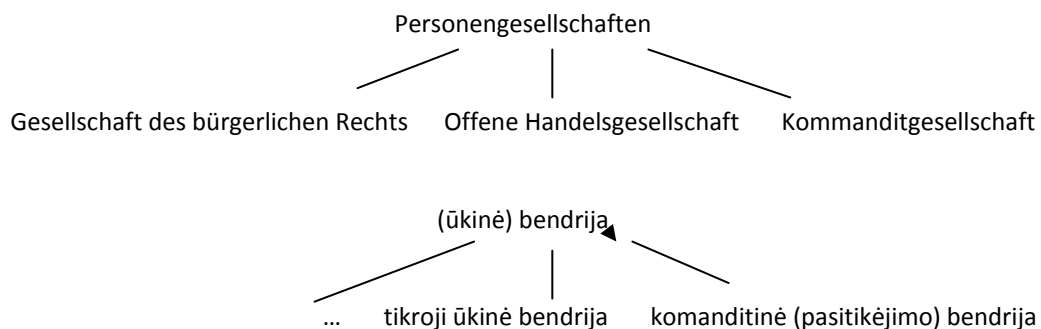 Personengesellschaften
Gesellschaft des bürgerlichen Rechts Offene Handelsgesellschaft Kommanditgesellschaft
(ūkinė) bendrija
... tikroji ūkinė bendrija komanditinė (pasitikėjimo) bendrija